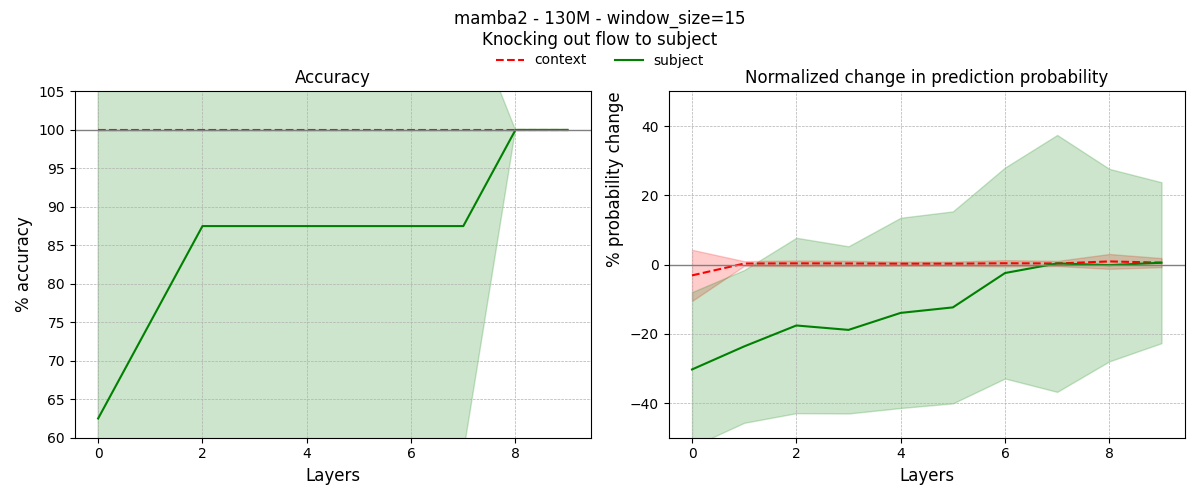 mamba2 - 130M - window_size=15
Knocking out flow to subject
context
subject
Accuracy
% accuracy
105
100
95
90
85
80
75
70
65
60
0
2
4
6
8
Layers
Normalized change in prediction probability
% probability change
40
20
0
−20
−40
0
2
4
6
8
Layers